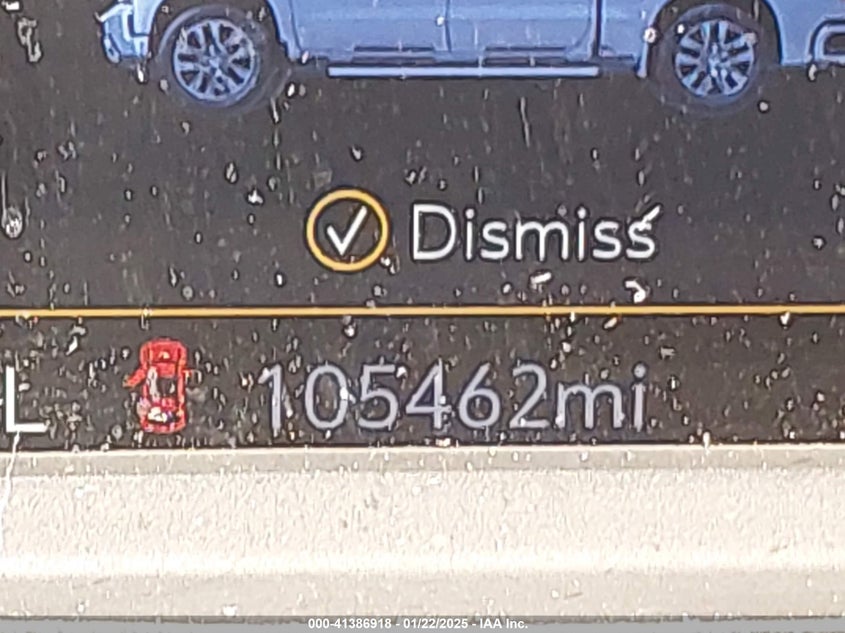 Dismiss
L
105462mi
000-41386918 - 01/22/2025 - IAA Inc.